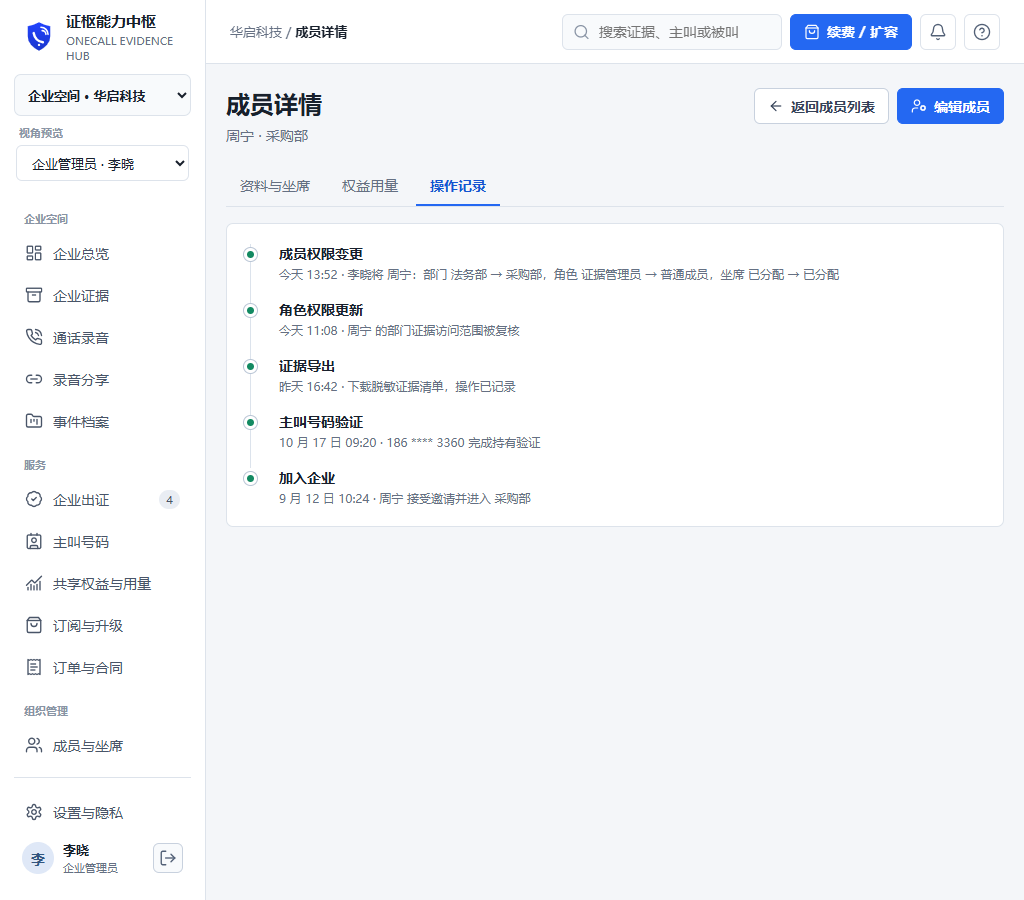 证枢能力中枢
ONECALL EVIDENCE
HUB
企业空间 • 华启科技
视角预览
企业管理员 · 李晓
企业空间
企业总览
企业证据
通话录音
录音分享
事件档案
服务
企业出证
4
主叫号码
共享权益与用量
订阅与升级
订单与合同
组织管理
成员与坐席
设置与隐私
李
李晓
企业管理员
华启科技 / 成员详情
搜索证据、主叫或被叫
续费 / 扩容
成员详情
周宁 · 采购部
返回成员列表
编辑成员
资料与坐席
权益用量
操作记录
成员权限变更
今天 13:52 · 李晓将 周宁：部门 法务部 → 采购部，角色 证据管理员 → 普通成员，坐席 已分配 → 已分配
角色权限更新
今天 11:08 · 周宁 的部门证据访问范围被复核
证据导出
昨天 16:42 · 下载脱敏证据清单，操作已记录
主叫号码验证
10 月 17 日 09:20 · 186 **** 3360 完成持有验证
加入企业
9 月 12 日 10:24 · 周宁 接受邀请并进入 采购部